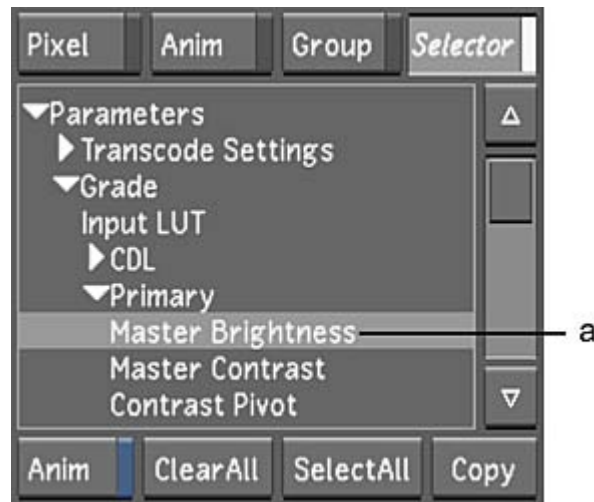 Pixel Anim Group Selector
Parameters
Transcode Settings
Grade
Input LUT
CDL
Primary
Master Brightness a
Master Contrast
Contrast Pivot
Anim ClearAll SelectAll Copy